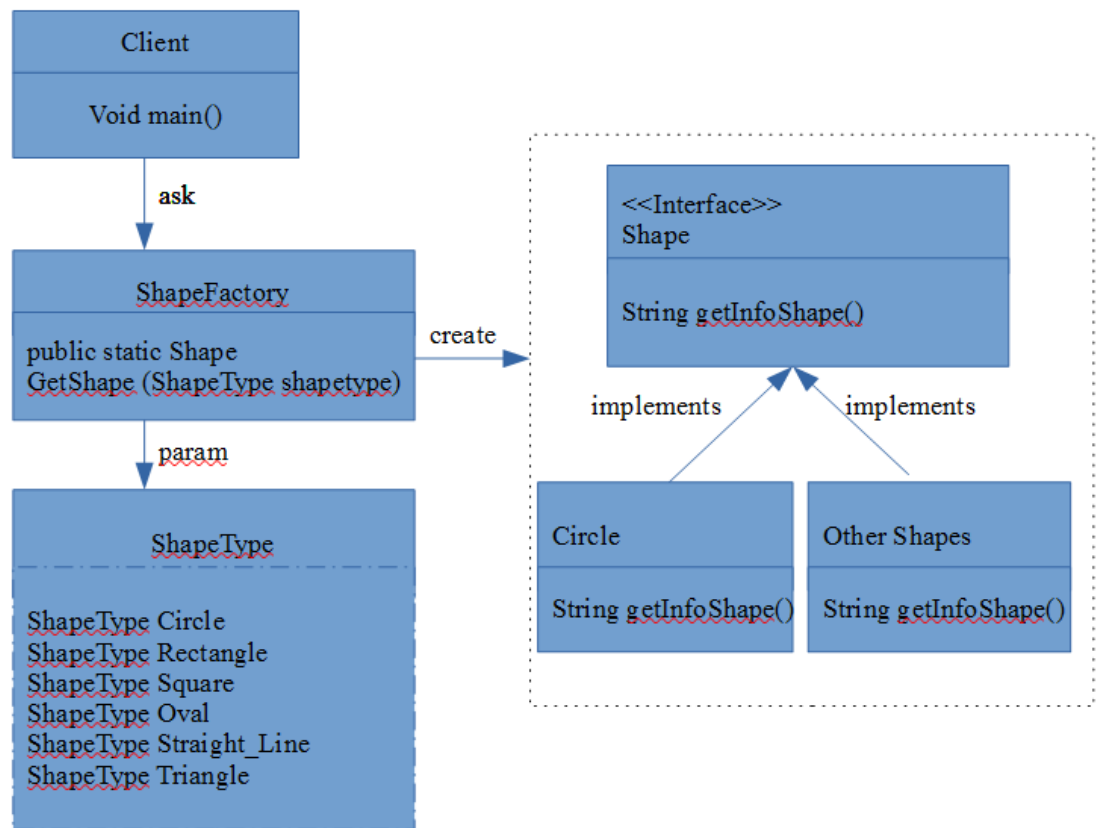 Client
Void main()
ask
ShapeFactory
public static Shape
GetShape (ShapeType shapetype)
create
param
ShapeType
ShapeType Circle
ShapeType Rectangle
ShapeType Square
ShapeType Oval
ShapeType Straight_Line
ShapeType Triangle
<<Interface>>
Shape
String getInfoShape()
implements
implements
Circle
String getInfoShape()
Other Shapes
String getInfoShape()